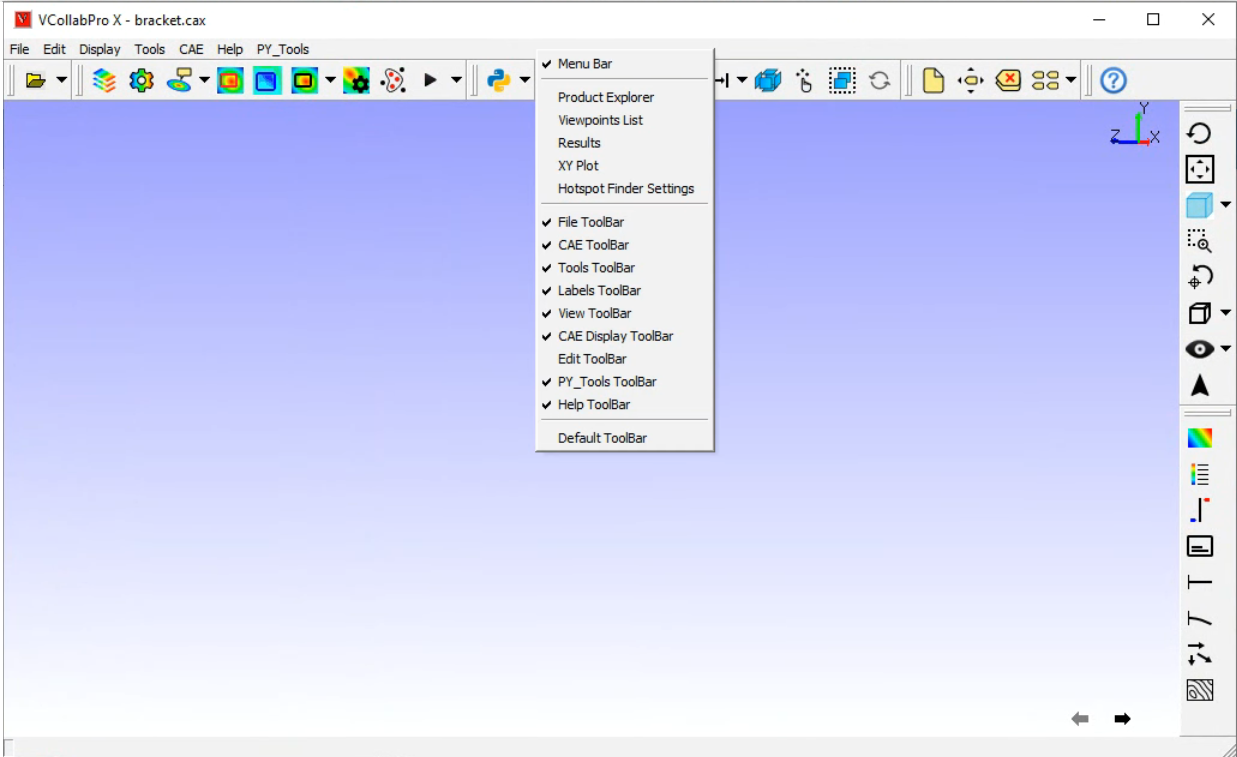 VCollabPro X - bracket.cax
File Edit Display Tools CAE Help PY_Tools
Menu Bar
Product Explorer
Viewpoints List
Results
XY Plot
Hotspot Finder Settings
File ToolBar
CAE ToolBar
Tools ToolBar
Labels ToolBar
View ToolBar
CAE Display ToolBar
Edit ToolBar
PY_Tools ToolBar
Help ToolBar
Default ToolBar
Y
Z X